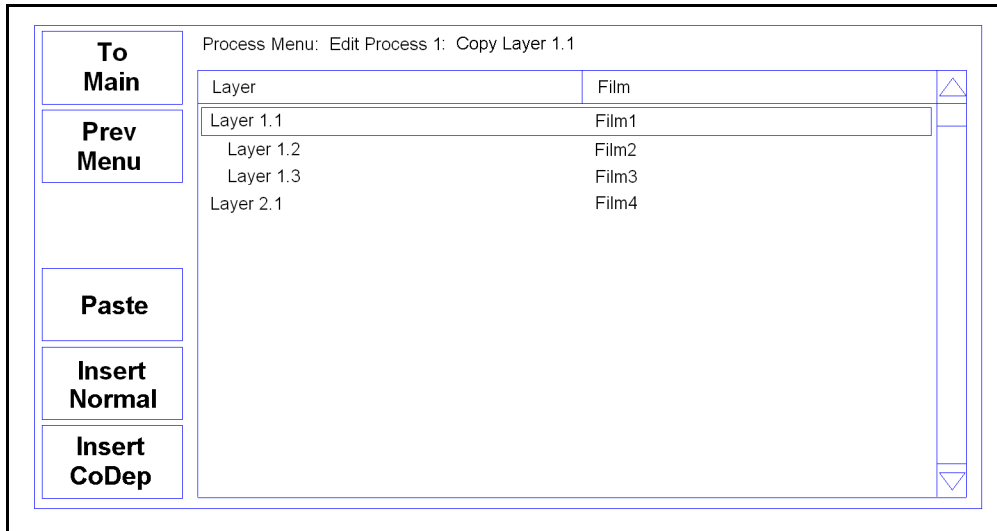 To
Main
Prev
Menu
Paste
Insert
Normal
Insert
CoDep
Process Menu: Edit Process 1: Copy Layer 1.1
Layer Film
Layer 1.1 Film1
Layer 1.2 Film2
Layer 1.3 Film3
Layer 2.1 Film4